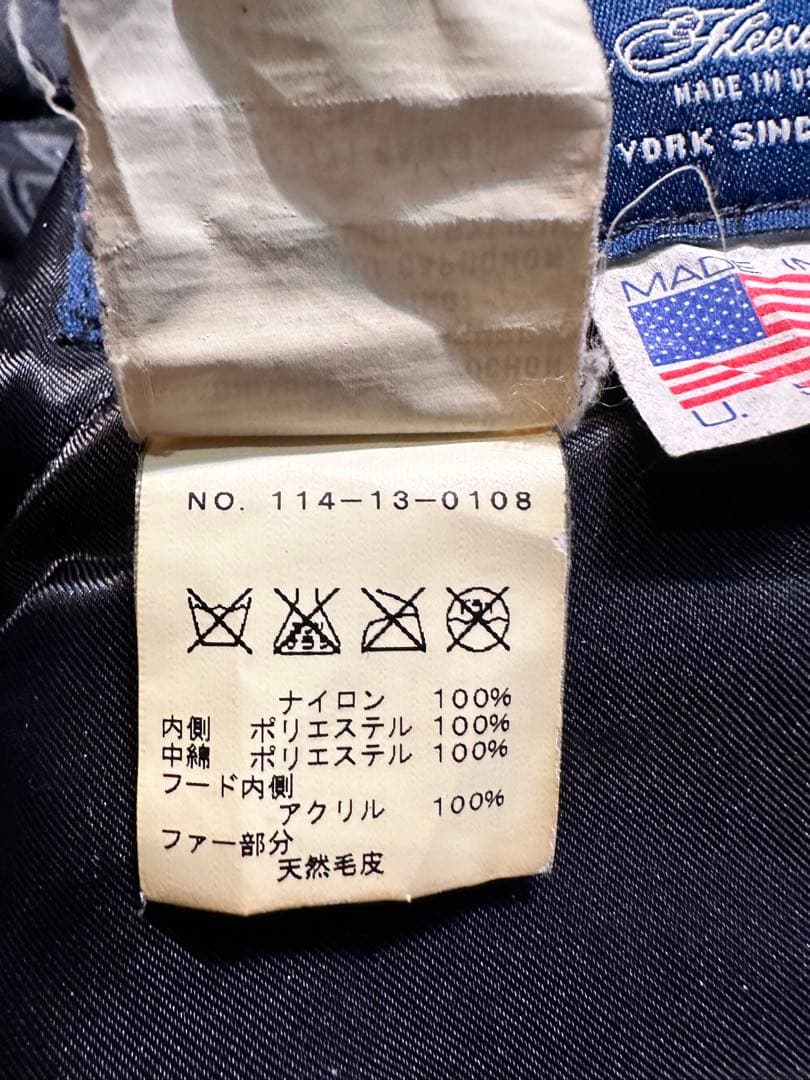 Fleece
MADE IN U
YORK SINC
MADE IN
U.
NO. 114-13-0108
ナイロン 100%
内側 ポリエステル 100%
中綿 ポリエステル 100%
フード内側
アクリル 100%
ファー部分
天然毛皮